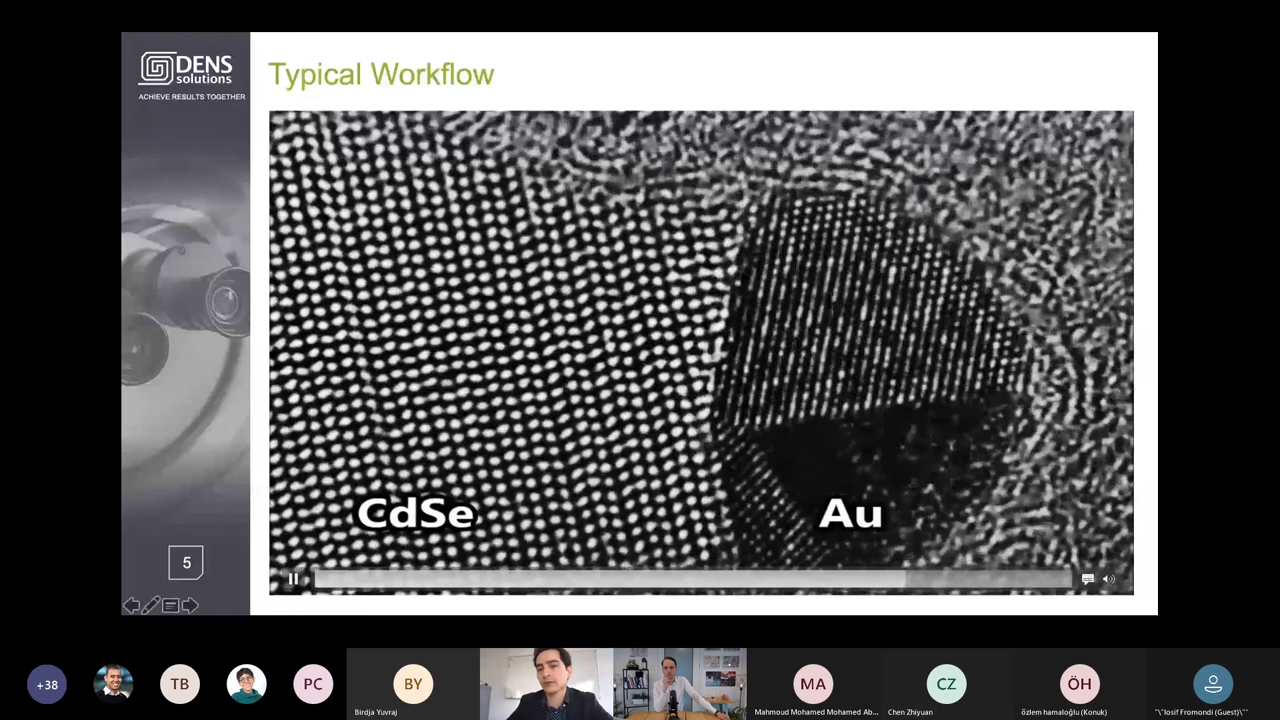 DENS
solutions
ACHIEVE RESULTS TOGETHER
Typical Workflow
CdSe
Au
5
+38
TB
PC
BY
Birdja Yuvraj
MA
Mahmoud Mohamed Mohamed Ab...
CZ
Chen Zhiyuan
ÖH
özlem hamaloğlu (Konuk)
"\"Iosif Fromondi (Guest)\""